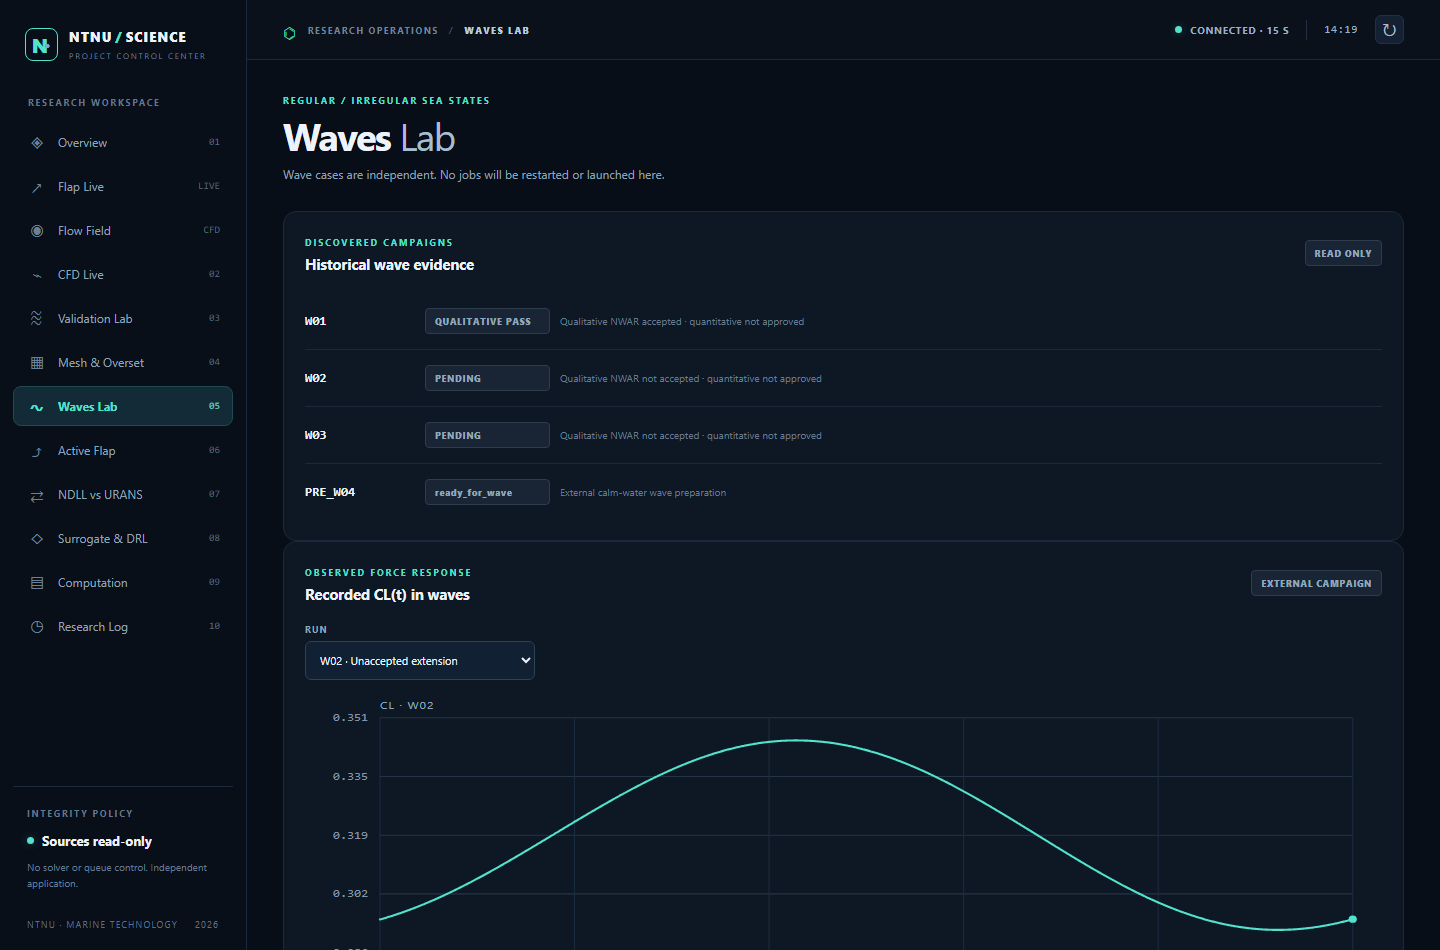 NTNU / SCIENCE
PROJECT CONTROL CENTER
RESEARCH WORKSPACE
Overview 01
Flap Live LIVE
Flow Field CFD
CFD Live 02
Validation Lab 03
Mesh & Overset 04
Waves Lab 05
Active Flap 06
NDLL vs URANS 07
Surrogate & DRL 08
Computation 09
Research Log 10
INTEGRITY POLICY
Sources read-only
No solver or queue control. Independent
application.
NTNU · MARINE TECHNOLOGY 2026
RESEARCH OPERATIONS / WAVES LAB
CONNECTED · 15 S 14:19
REGULAR / IRREGULAR SEA STATES
Waves Lab
Wave cases are independent. No jobs will be restarted or launched here.
DISCOVERED CAMPAIGNS
Historical wave evidence
READ ONLY
W01 QUALITATIVE PASS Qualitative NWAR accepted · quantitative not approved
W02 PENDING Qualitative NWAR not accepted · quantitative not approved
W03 PENDING Qualitative NWAR not accepted · quantitative not approved
PRE_W04 ready_for_wave External calm-water wave preparation
OBSERVED FORCE RESPONSE
Recorded CL(t) in waves
EXTERNAL CAMPAIGN
RUN
W02 · Unaccepted extension
CL · W02
0.351
0.335
0.319
0.302